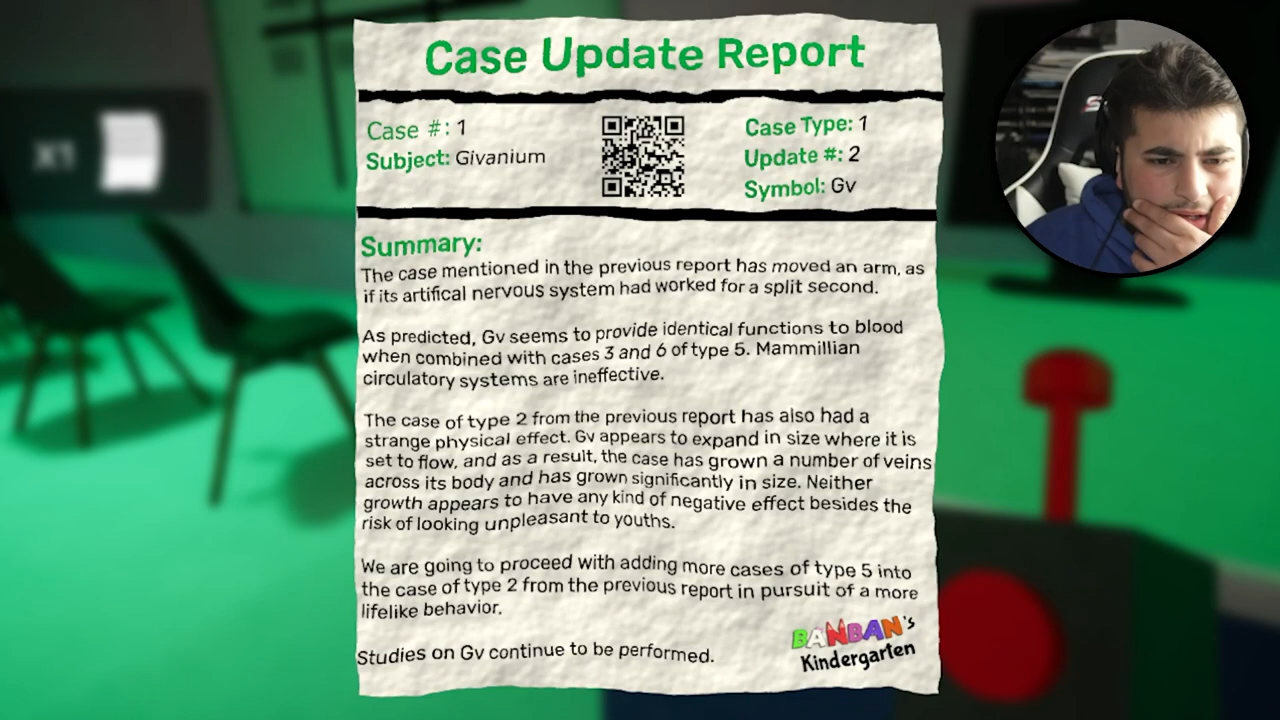 Case Update Report
Case #: 1
Subject: Givanium
Case Type: 1
Update #: 2
Symbol: Gv
X1
Summary:
The case mentioned in the previous report has moved an arm, as
if its artifical nervous system had worked for a split second.
As predicted, Gv seems to provide identical functions to blood
when combined with cases 3 and 6 of type 5. Mammillian
circulatory systems are ineffective.
The case of type 2 from the previous report has also had a
strange physical effect. Gv appears to expand in size where it is
set to flow, and as a result, the case has grown a number of veins
across its body and has grown significantly in size. Neither
growth appears to have any kind of negative effect besides the
risk of looking unpleasant to youths.
We are going to proceed with adding more cases of type 5 into
the case of type 2 from the previous report in pursuit of a more
lifelike behavior.
Studies on Gv continue to be performed.
BANBAN's
Kindergarten